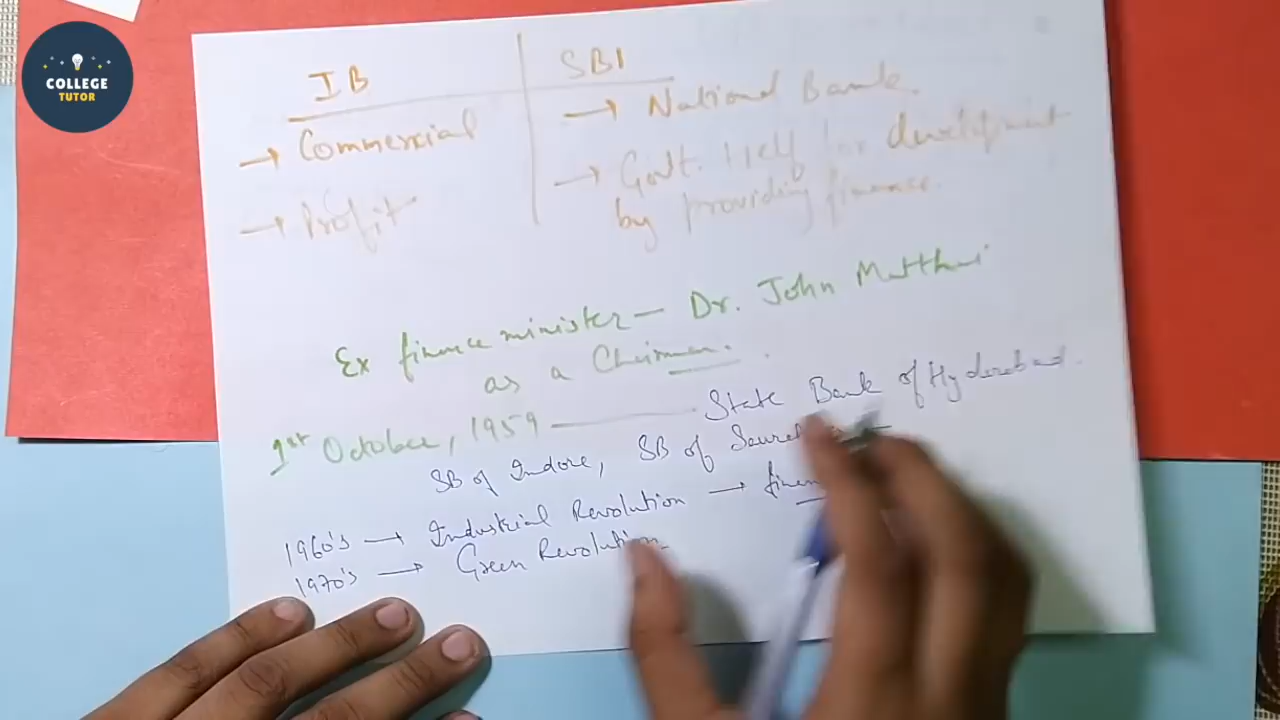 COLLEGE
TUTOR
IB
SBI
→ Commercial
→ Profit
→ National Bank.
→ Govt. Help for development
by providing finance.
Ex finance minister — Dr. John Matthai
as a Chairman.
1st October, 1959 — State Bank of Hyderabad.
SB of Indore, SB of
1960's → Industrial Revolution →
1970's → Green Revolution